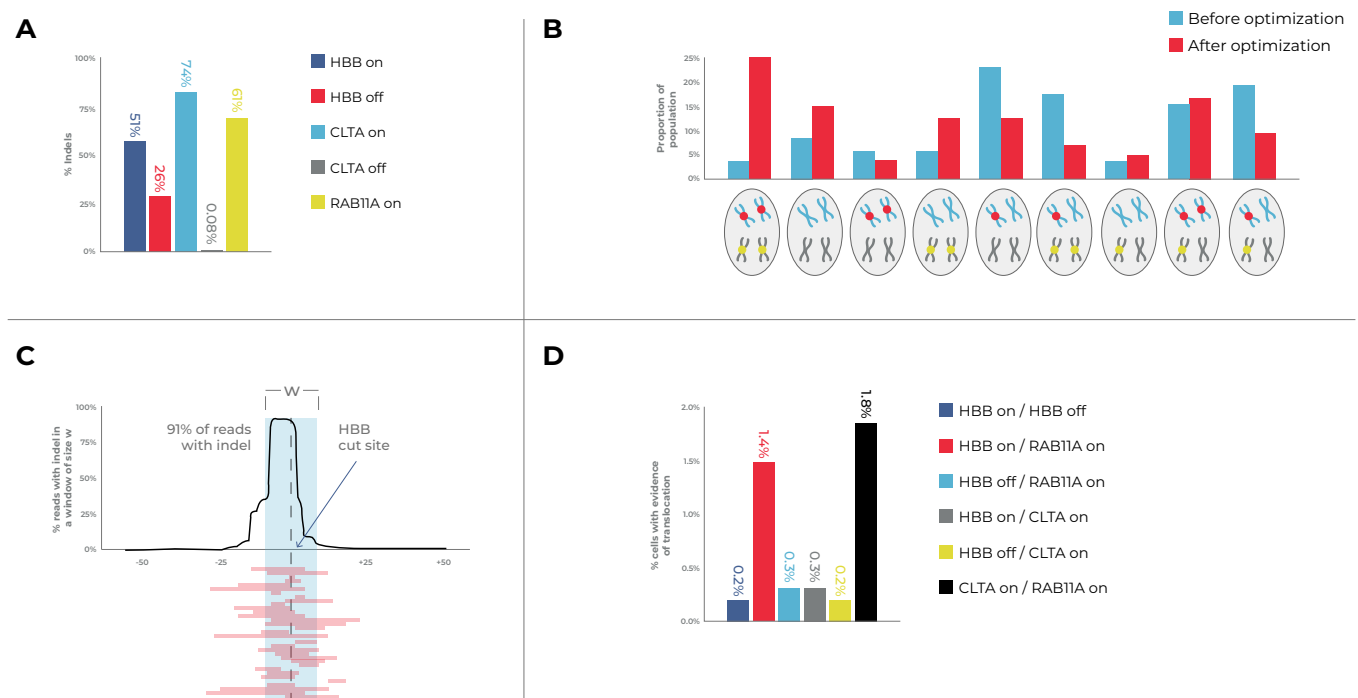 A
% Indels
100%
75%
50%
25%
0%
51%
26%
74%
0.08%
61%
HBB on
HBB off
CLTA on
CLTA off
RAB11A on
B
Before optimization
After optimization
Proportion of
population
25%
20%
15%
10%
5%
0%
C
W
% reads with indel in
a window of size w
100%
75%
50%
25%
0%
91% of reads
with indel
HBB
cut site
-50
-25
0
+25
+50
D
% cells with evidence
of translocation
2.0%
1.5%
1.0%
0.5%
0.0%
0.2%
1.4%
0.3%
0.3%
0.2%
1.8%
HBB on / HBB off
HBB on / RAB11A on
HBB off / RAB11A on
HBB on / CLTA on
HBB off / CLTA on
CLTA on / RAB11A on